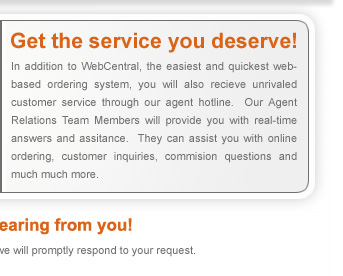 Get the service you deserve!
In addition to WebCentral, the easiest and quickest web-
based ordering system, you will also recieve unrivaled
customer service through our agent hotline.  Our Agent
Relations Team Members will provide you with real-time
answers and assitance.  They can assist you with online
ordering, customer inquiries, commision questions and
much much more.
earing from you!
we will promptly respond to your request.